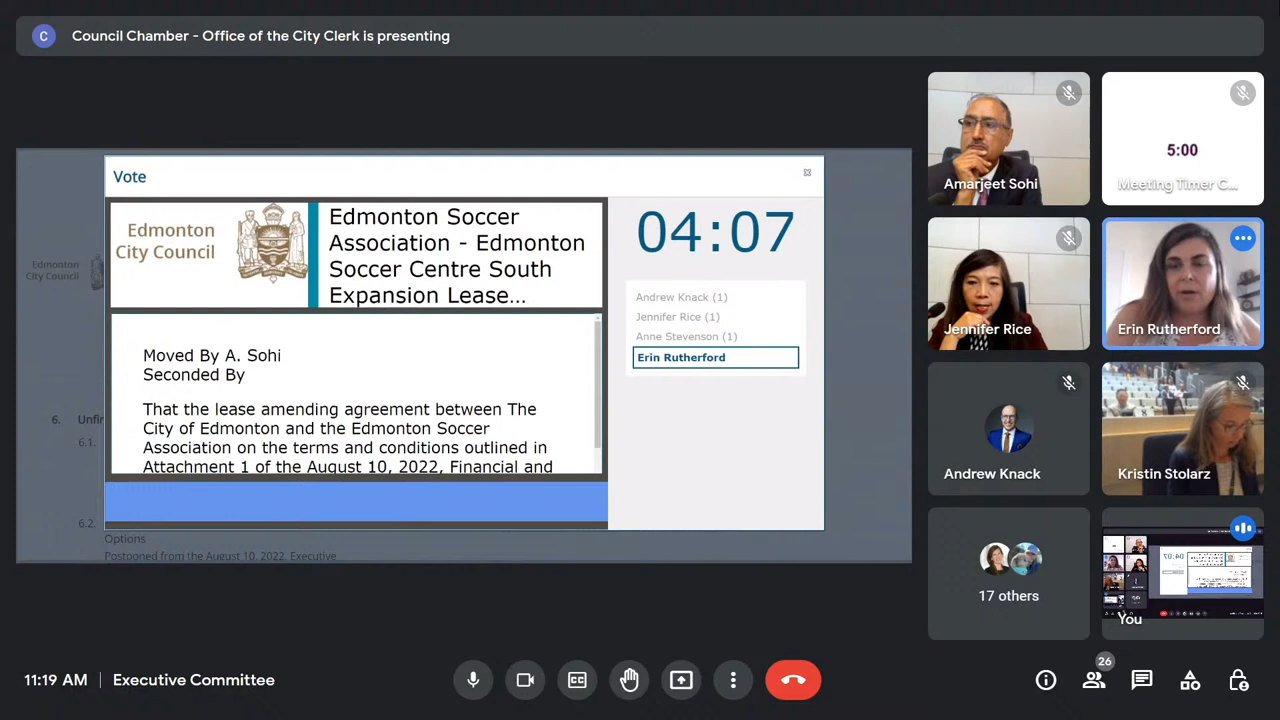 C
Council Chamber - Office of the City Clerk is presenting
Vote
Edmonton
City Council
Edmonton Soccer
Association - Edmonton
Soccer Centre South
Expansion Lease...
04:07
Andrew Knack (1)
Jennifer Rice (1)
Anne Stevenson (1)
Erin Rutherford
Moved By A. Sohi
Seconded By
That the lease amending agreement between The
City of Edmonton and the Edmonton Soccer
Association on the terms and conditions outlined in
Attachment 1 of the August 10, 2022, Financial and
Edmonton
City Council
6. Unfin
6.1.
6.2.
Options
Postponed from the August 10, 2022, Executive
Amarjeet Sohi
5:00
Meeting Timer C...
Jennifer Rice
Erin Rutherford
Andrew Knack
Kristin Stolarz
17 others
You
11:19 AM | Executive Committee
CC
26